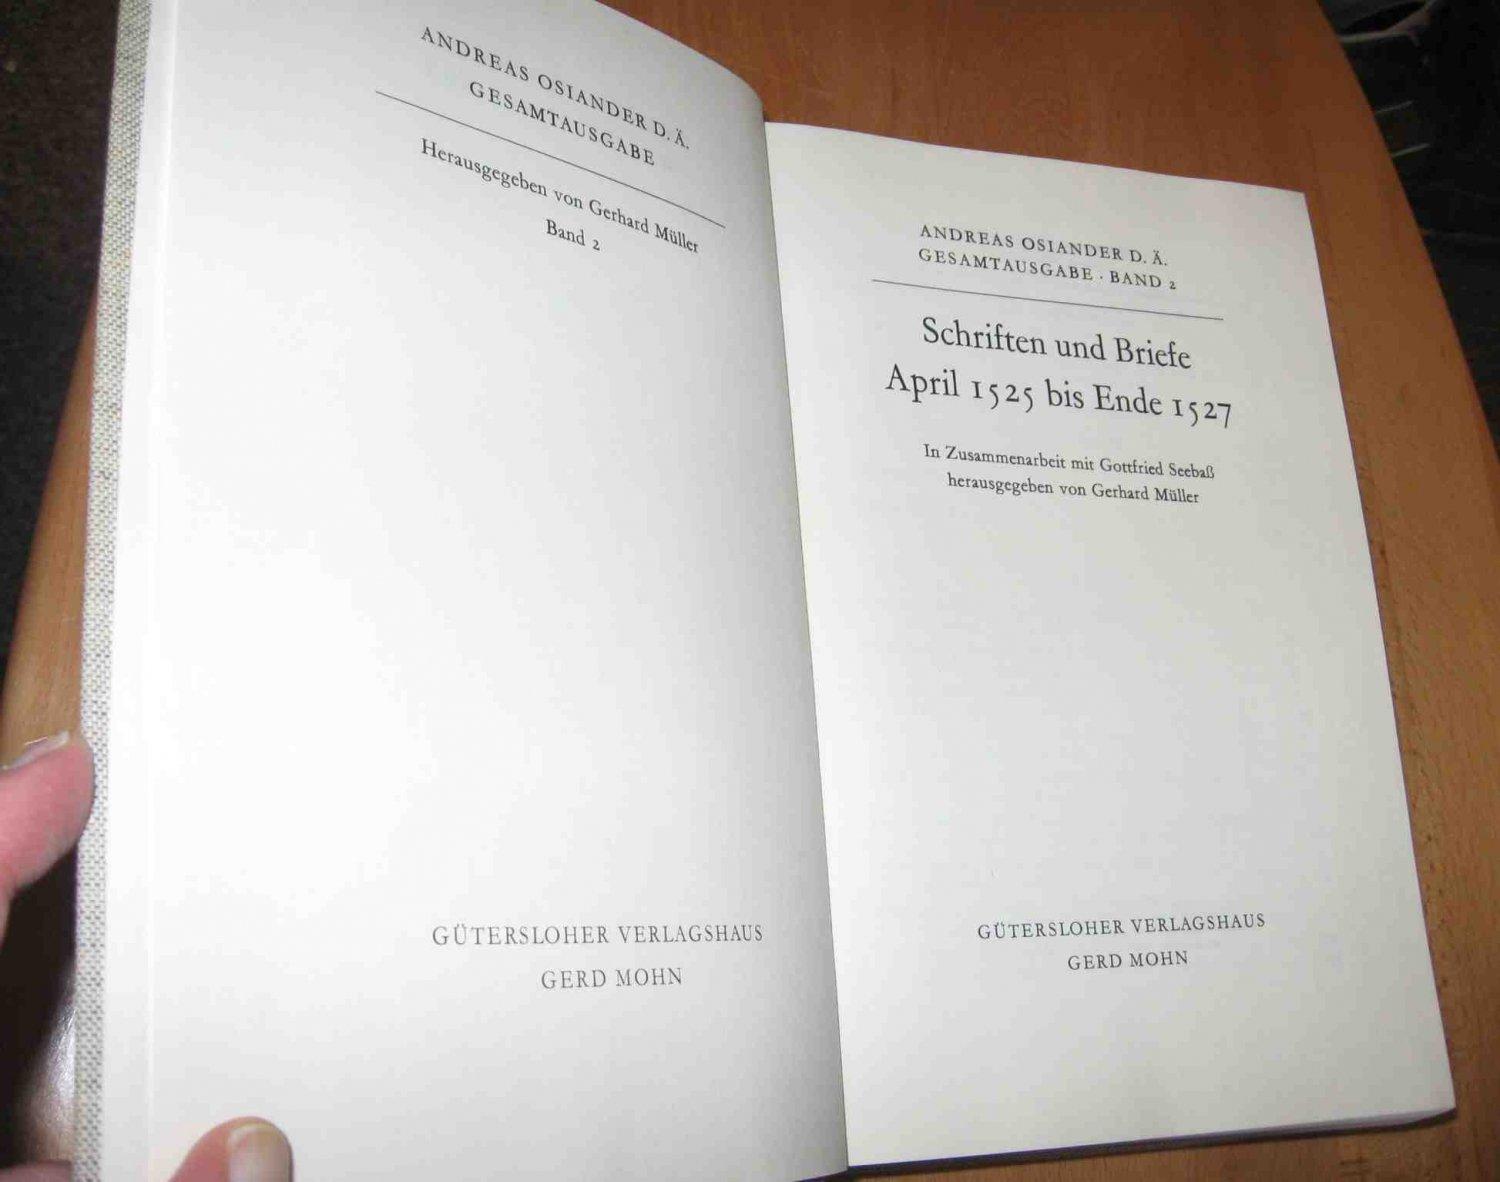 ANDREAS OSIANDER D. Ä.
GESAMTAUSGABE
Herausgegeben von Gerhard Müller
Band 2
GÜTERSLOHER VERLAGSHAUS
GERD MOHN
ANDREAS OSIANDER D. Ä.
GESAMTAUSGABE · BAND 2
Schriften und Briefe
April 1525 bis Ende 1527
In Zusammenarbeit mit Gottfried Seebaß
herausgegeben von Gerhard Müller
GÜTERSLOHER VERLAGSHAUS
GERD MOHN